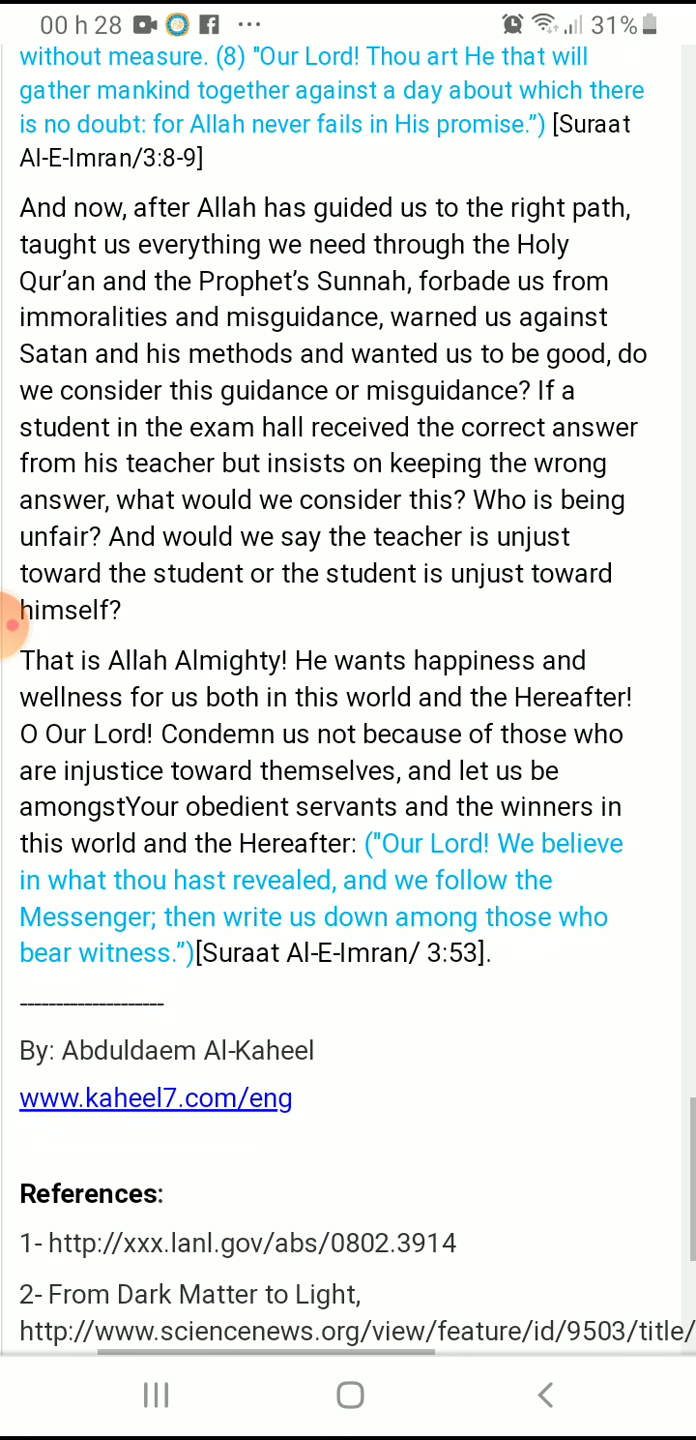 00 h 28 ··· 31%
without measure. (8) "Our Lord! Thou art He that will
gather mankind together against a day about which there
is no doubt: for Allah never fails in His promise.”) [Suraat
Al-E-Imran/3:8-9]
And now, after Allah has guided us to the right path,
taught us everything we need through the Holy
Qur’an and the Prophet’s Sunnah, forbade us from
immoralities and misguidance, warned us against
Satan and his methods and wanted us to be good, do
we consider this guidance or misguidance? If a
student in the exam hall received the correct answer
from his teacher but insists on keeping the wrong
answer, what would we consider this? Who is being
unfair? And would we say the teacher is unjust
toward the student or the student is unjust toward
himself?
That is Allah Almighty! He wants happiness and
wellness for us both in this world and the Hereafter!
O Our Lord! Condemn us not because of those who
are injustice toward themselves, and let us be
amongstYour obedient servants and the winners in
this world and the Hereafter: ("Our Lord! We believe
in what thou hast revealed, and we follow the
Messenger; then write us down among those who
bear witness.”)[Suraat Al-E-Imran/ 3:53].
--------------------
By: Abduldaem Al-Kaheel
www.kaheel7.com/eng
References:
1- http://xxx.lanl.gov/abs/0802.3914
2- From Dark Matter to Light,
http://www.sciencenews.org/view/feature/id/9503/title/